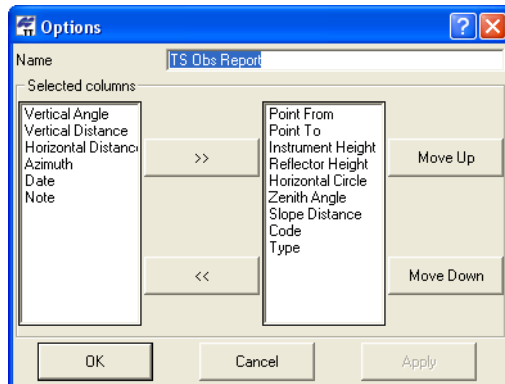 Options
Name
TS Obs Report
Selected columns
Vertical Angle
Vertical Distance
Horizontal Distanc
Azimuth
Date
Note
>>
<<
Point From
Point To
Instrument Height
Reflector Height
Horizontal Circle
Zenith Angle
Slope Distance
Code
Type
Move Up
Move Down
OK
Cancel
Apply